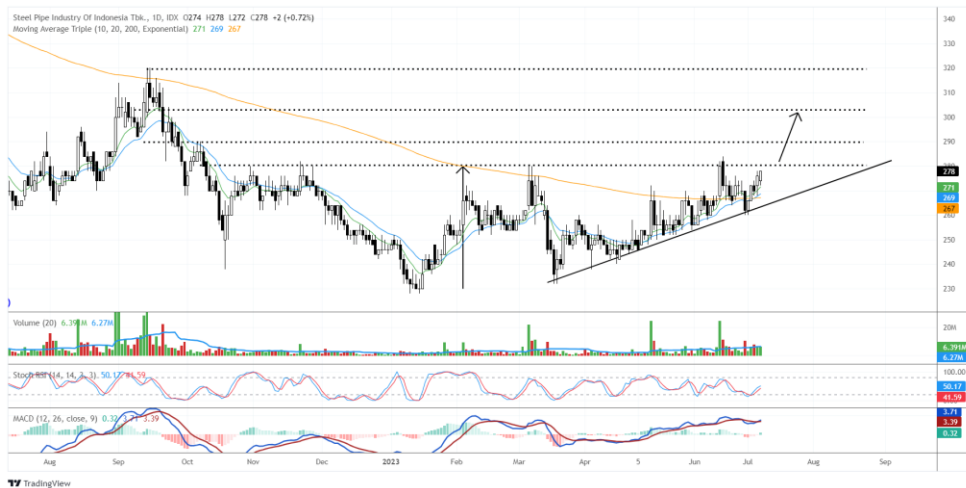 Steel Pipe Industry Of Indonesia Tbk., 1D, IDX O274 H278 L272 C278 +2 (+0.72%)
Moving Average Triple (10, 20, 200, Exponential) 271 269 267
340
330
320
310
300
290
278
271
269
267
260
250
240
230
Volume (20) 6.391M 6.27M
20M
6.391M
6.27M
Stoch RSI (14, 14, 3, 3) 50.17 41.59
100.00
50.17
41.59
MACD (12, 26, close, 9) 0.32 3.71 3.39
3.71
3.39
0.32
Aug Sep Oct Nov Dec 2023 Feb Mar Apr 5 Jun Jul Aug Sep
TradingView